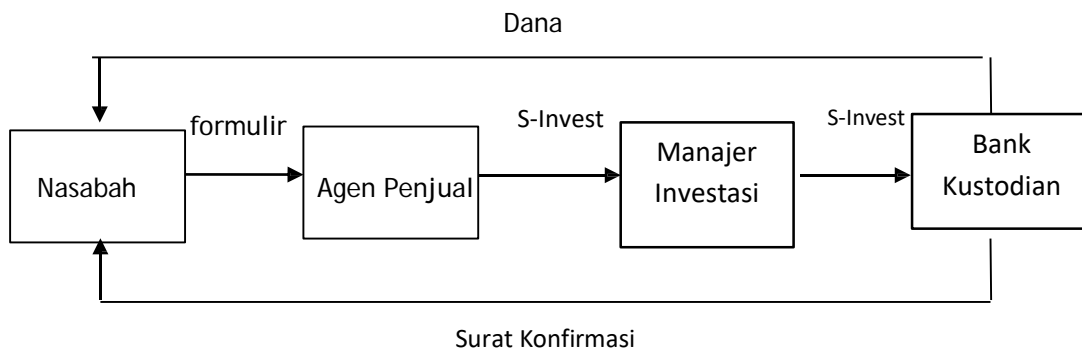 Dana
formulir
S-Invest
S-Invest
Nasabah
Agen Penjual
Manajer
Investasi
Bank
Kustodian
Surat Konfirmasi